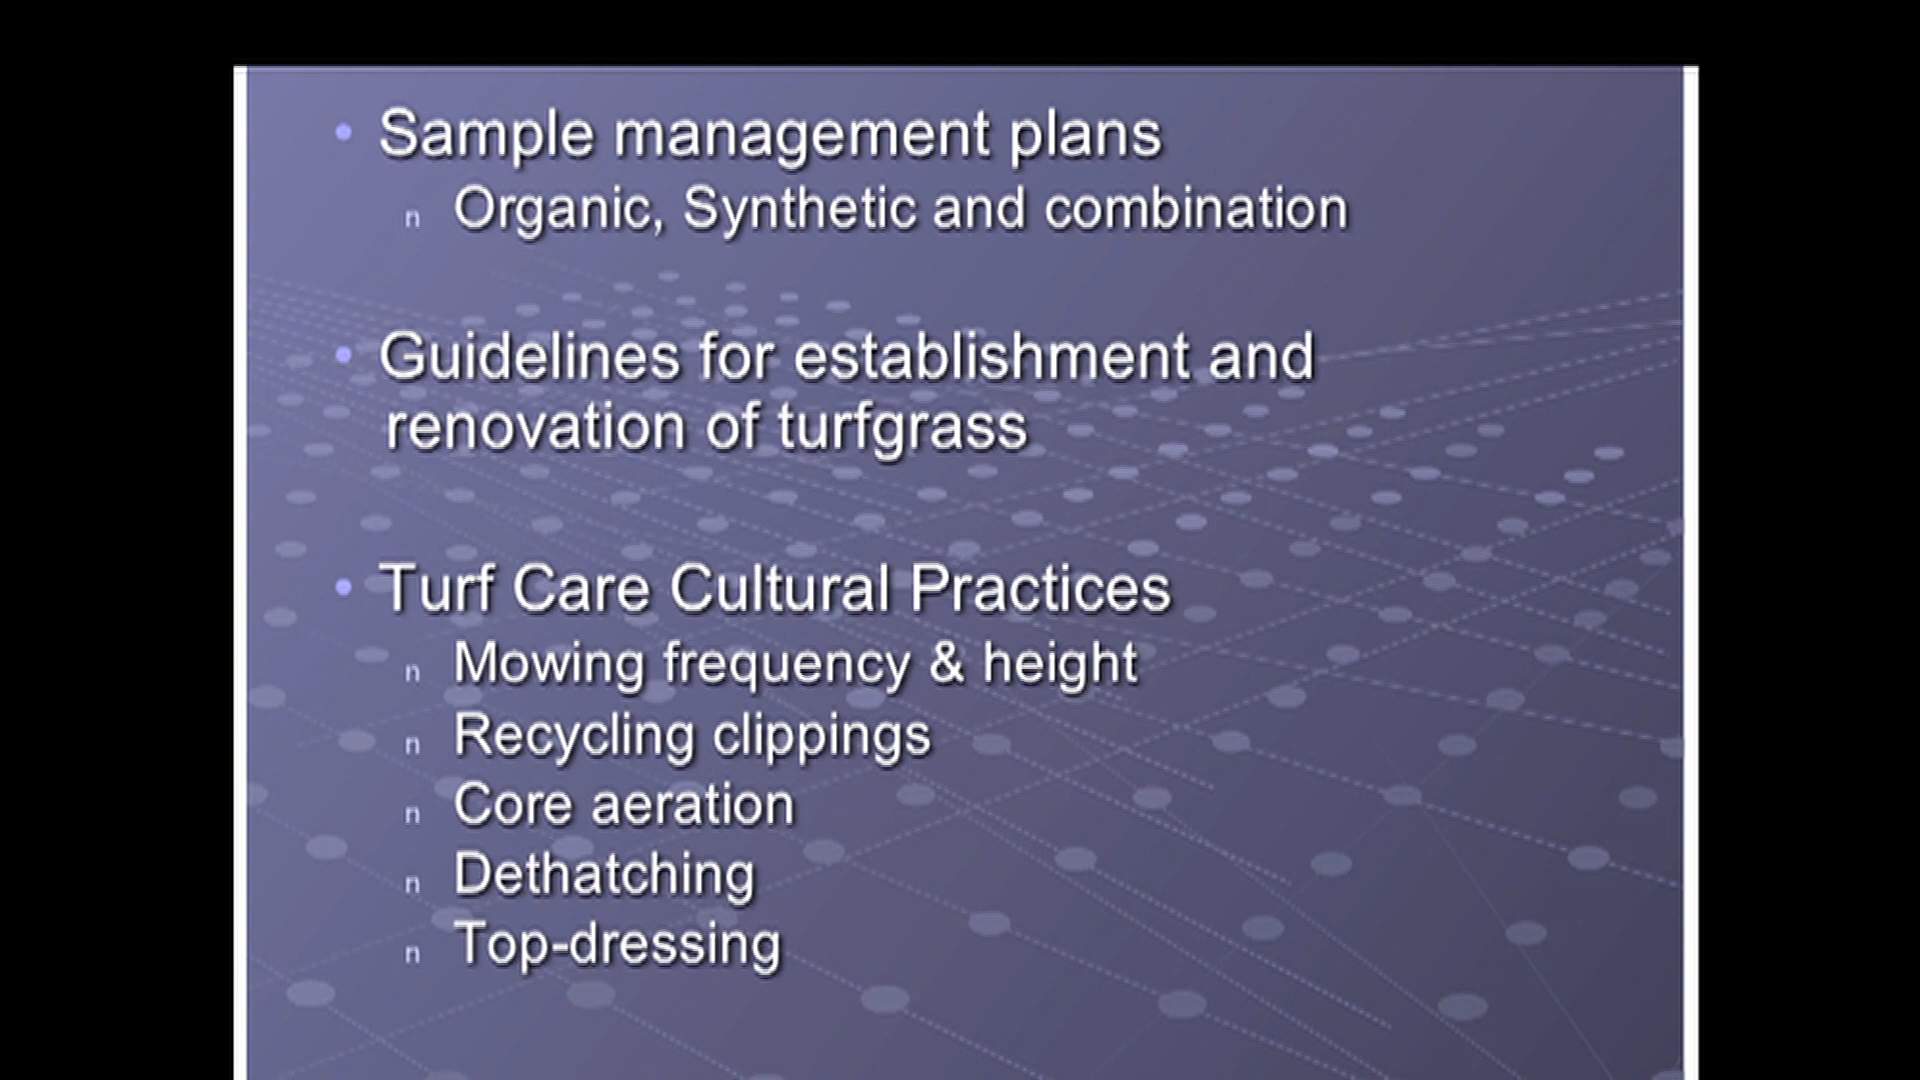 • Sample management plans
n Organic, Synthetic and combination
• Guidelines for establishment and
renovation of turfgrass
• Turf Care Cultural Practices
n Mowing frequency & height
n Recycling clippings
n Core aeration
n Dethatching
n Top-dressing